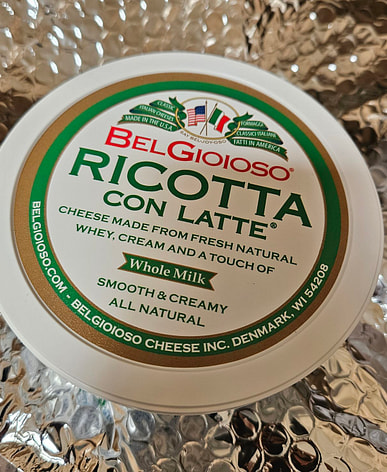 CLASSIC
ITALIAN CHEESES
MADE IN THE U.S.A.
FORMAGGI
CLASSICI ITALIANI
FATTI IN AMERICA
BELGIOIOSO®
RICOTTA
CON LATTE®
CHEESE MADE FROM FRESH NATURAL
WHEY, CREAM AND A TOUCH OF
Whole Milk
SMOOTH & CREAMY
ALL NATURAL
BELGIOIOSO.COM - BELGIOIOSO CHEESE INC. DENMARK, WI 54208